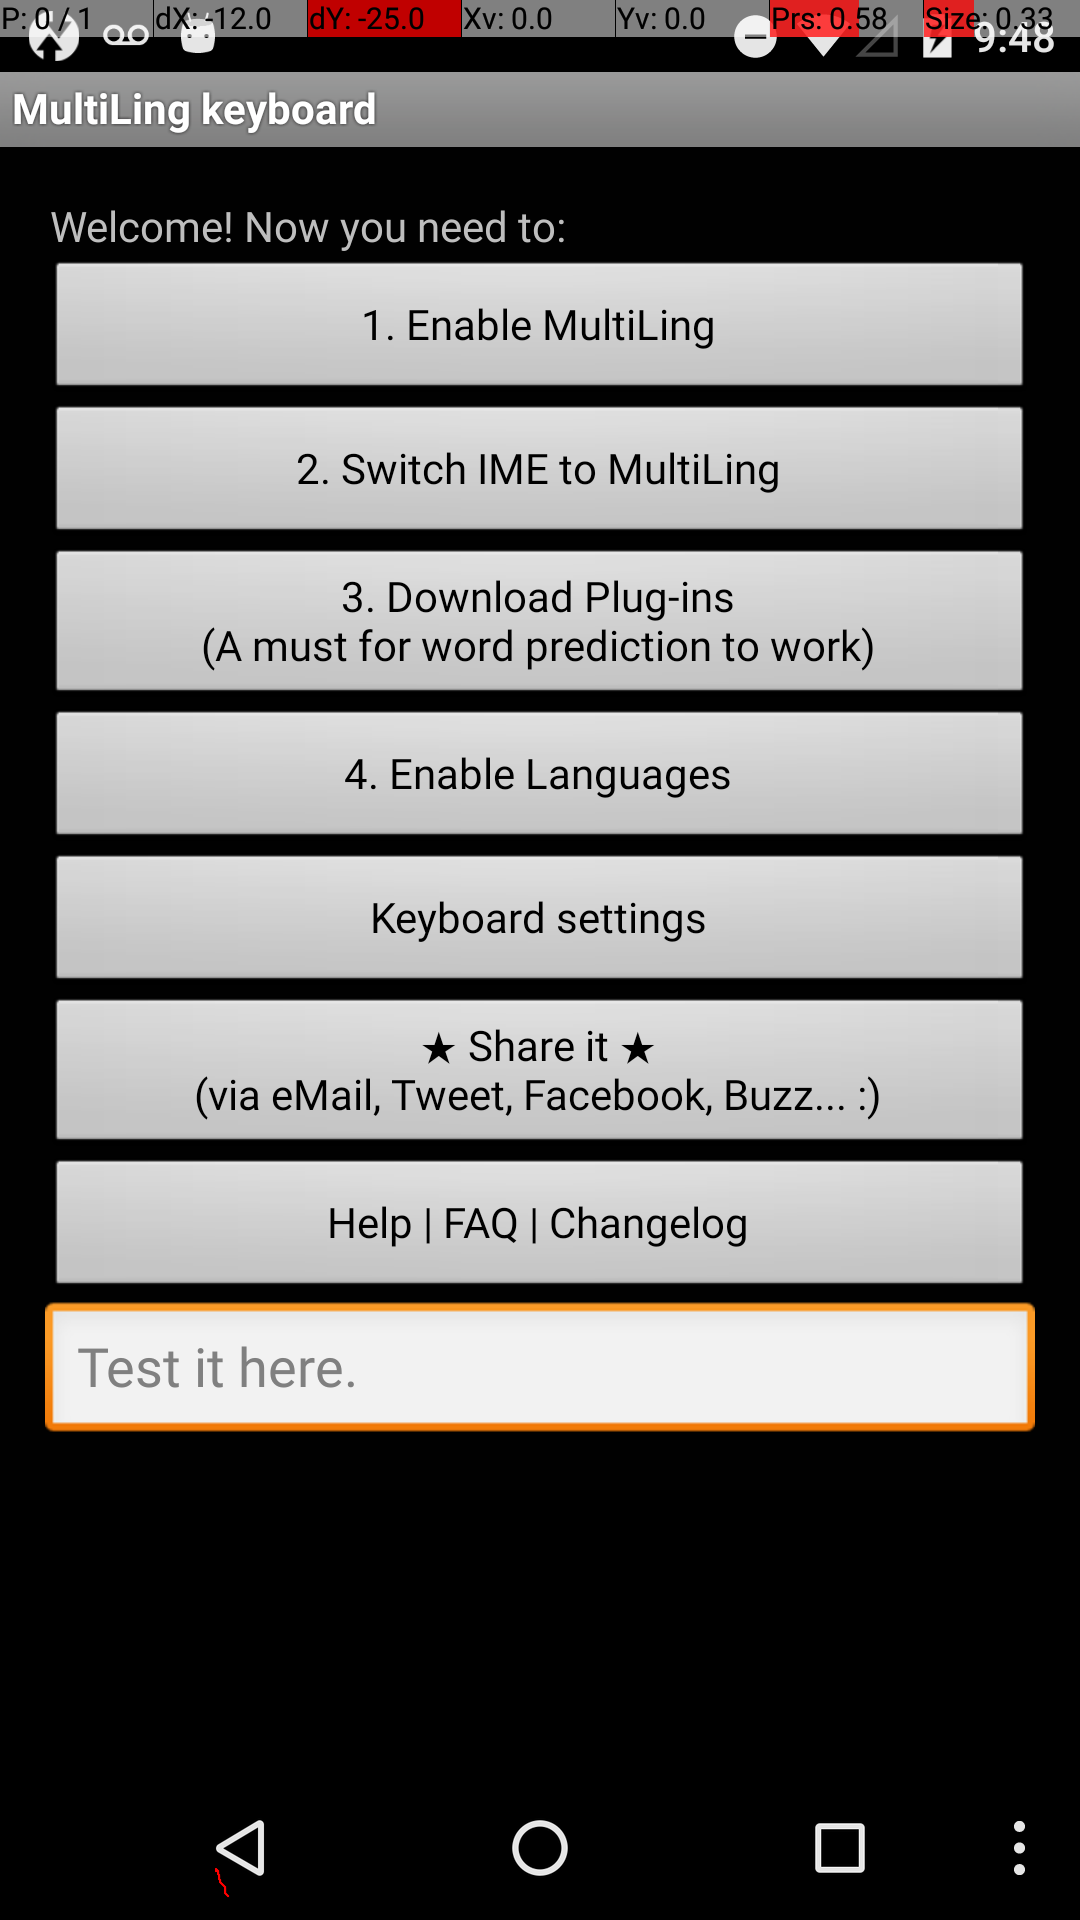 P: 0 / 1 dX: -12.0 dY: -25.0 Xv: 0.0 Yv: 0.0 Prs: 0.58 Size: 0.33
9:48
MultiLing keyboard
Welcome! Now you need to:
1. Enable MultiLing
2. Switch IME to MultiLing
3. Download Plug-ins
(A must for word prediction to work)
4. Enable Languages
Keyboard settings
★ Share it ★
(via eMail, Tweet, Facebook, Buzz... :)
Help | FAQ | Changelog
Test it here.